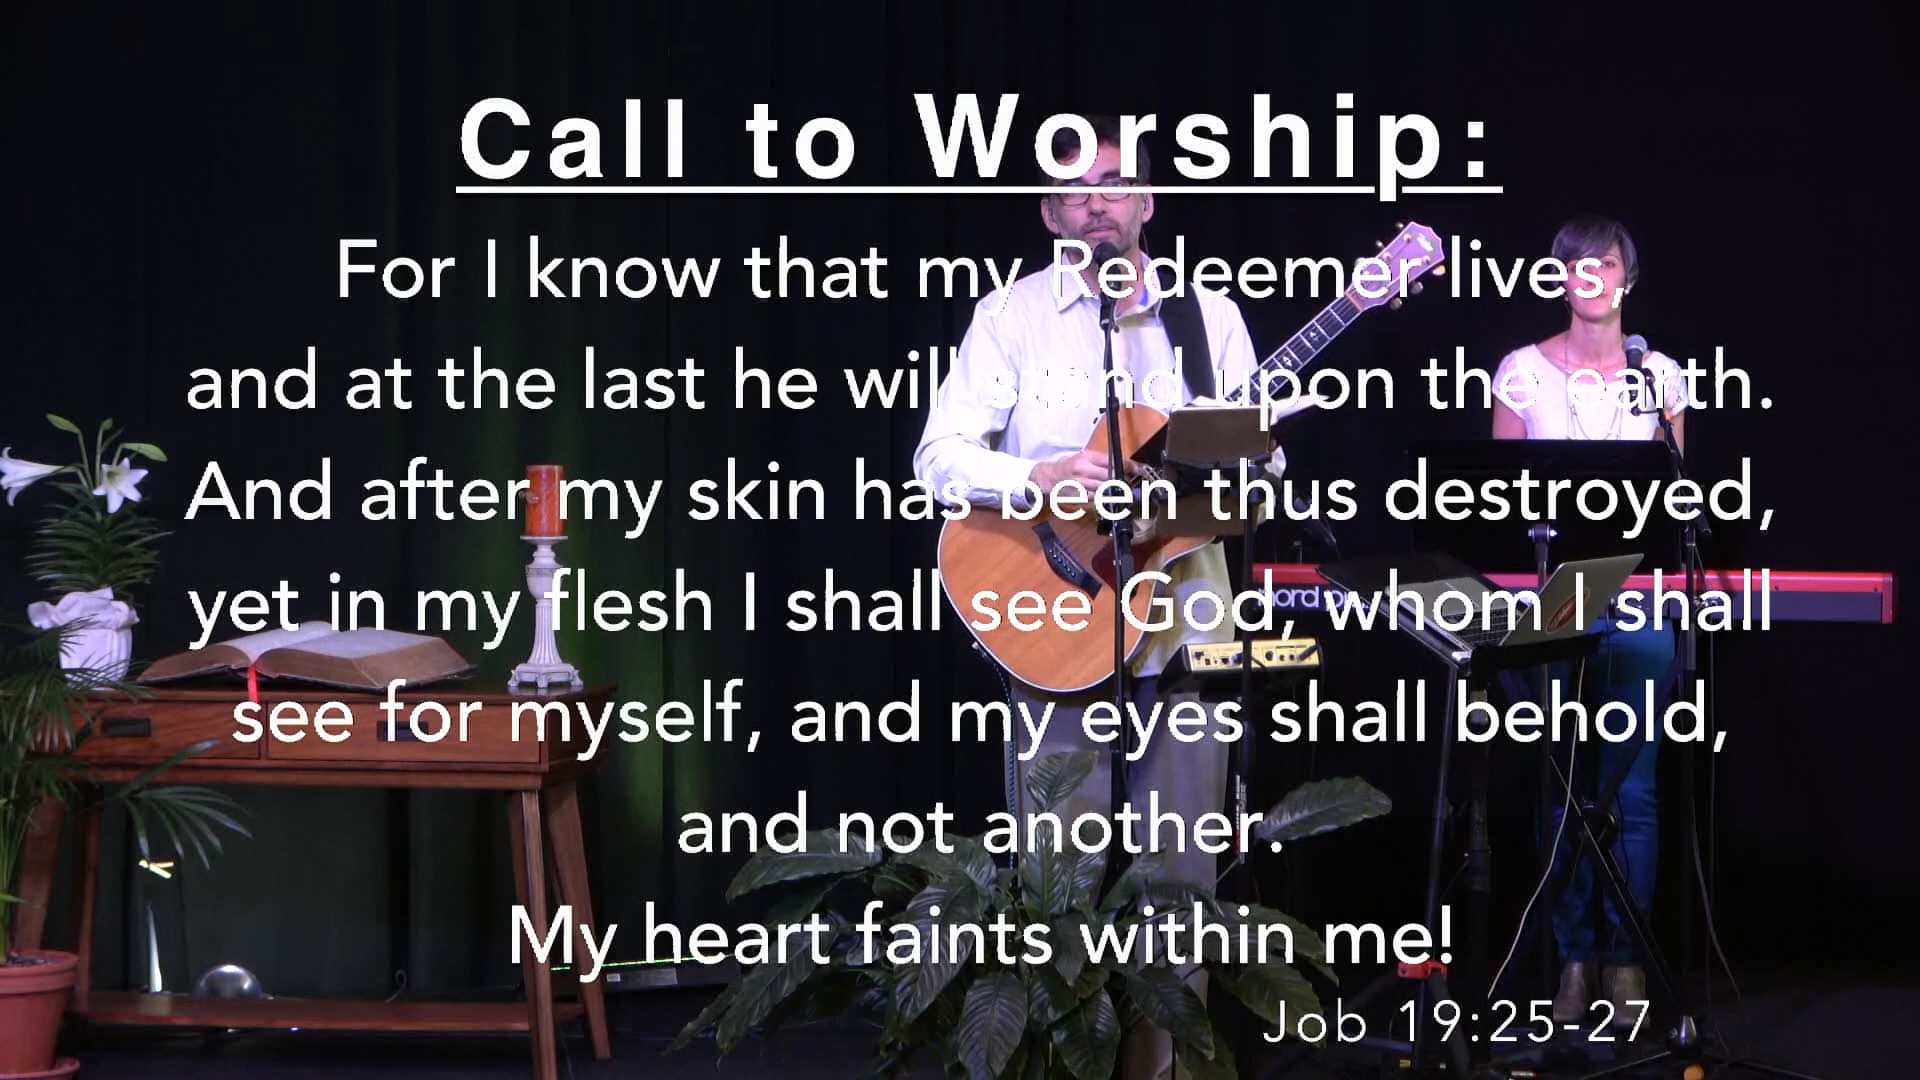 Call to Worship:
For I know that my Redeemer lives,
and at the last he will stand upon the earth.
And after my skin has been thus destroyed,
yet in my flesh I shall see God, whom I shall
see for myself, and my eyes shall behold,
and not another.
My heart faints within me!
Job 19:25-27